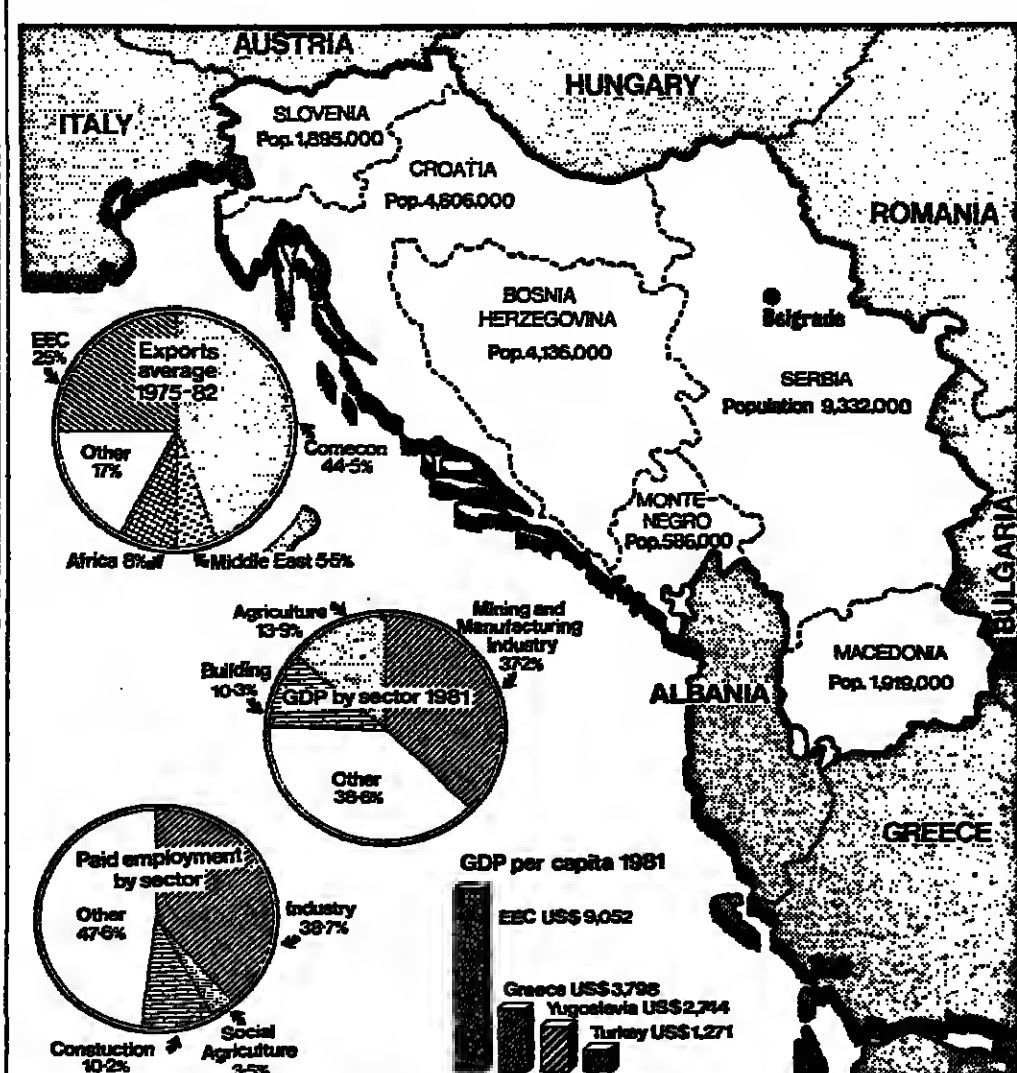 AUSTRIA
HUNGARY
ITALY
SLOVENIA
Pop. 1,895,000
CROATIA
Pop. 4,606,000
ROMANIA
BOSNIA
HERZEGOVINA
Pop. 4,135,000
Belgrade
SERBIA
Population 9,332,000
EEC
25%
Exports
average
1975-82
Other
17%
Comecon
44·5%
Africa 8%
Middle East 5·5%
MONTE-
NEGRO
Pop. 586,000
BULGARIA
Agriculture
13·9%
Mining and
Manufacturing
Industry
37·2%
Building
10·3%
GDP by sector 1981
Other
38·6%
MACEDONIA
Pop. 1,919,000
ALBANIA
GREECE
Paid employment
by sector
Other
47·6%
Industry
38·7%
Constuction
10·2%
Social
Agriculture
3·5%
GDP per capita 1981
EEC US$ 9,052
Greece US$3,798
Yugoslavia US$2,744
Turkey US$1,271